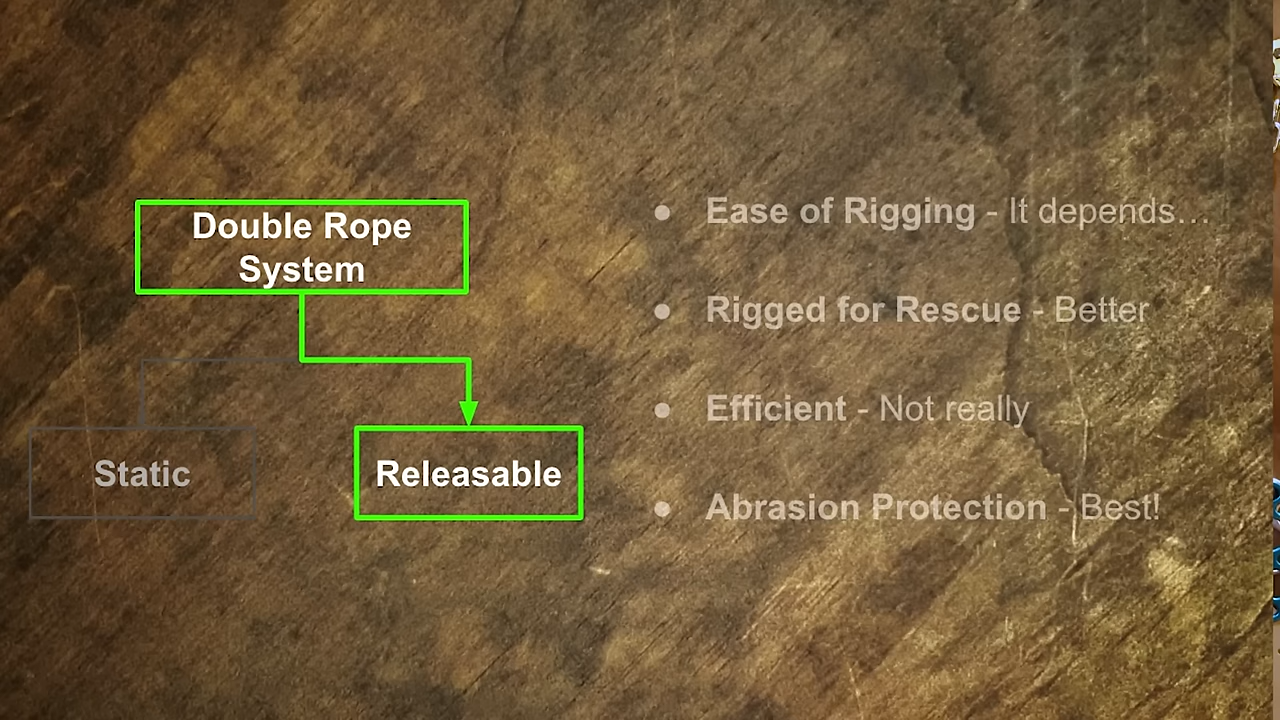 Double Rope
System
Static
Releasable
● Ease of Rigging - It depends…
● Rigged for Rescue - Better
● Efficient - Not really
● Abrasion Protection - Best!